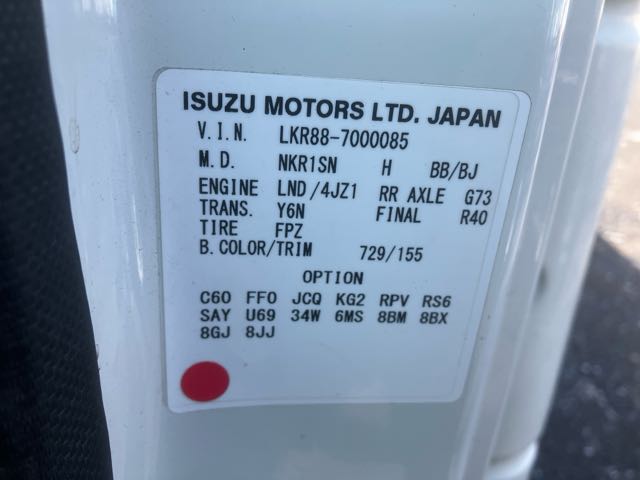 ISUZU MOTORS LTD. JAPAN
V.I.N. LKR88-7000085
M.D. NKR1SN H BB/BJ
ENGINE LND/4JZ1 RR AXLE G73
TRANS. Y6N FINAL R40
TIRE FPZ
B.COLOR/TRIM 729/155
OPTION
C60 FF0 JCQ KG2 RPV RS6
SAY U69 34W 6MS 8BM 8BX
8GJ 8JJ